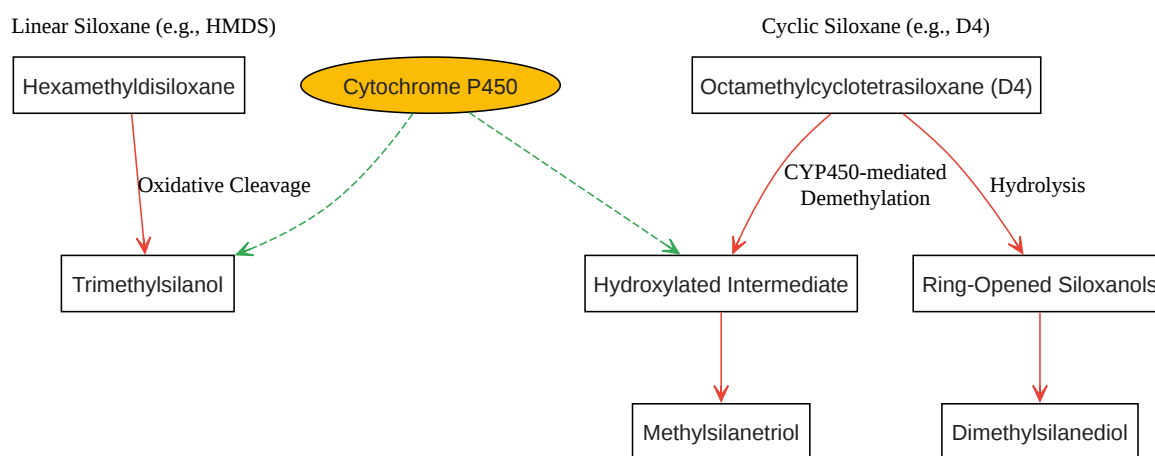 Linear Siloxane (e.g., HMDS)
Cyclic Siloxane (e.g., D4)
Hexamethyldisiloxane
Cytochrome P450
Octamethylcyclotetrasiloxane (D4)
Oxidative Cleavage
CYP450-mediated
Demethylation
Hydrolysis
Trimethylsilanol
Hydroxylated Intermediate
Ring-Opened Siloxanols
Methylsilanetriol
Dimethylsilanediol